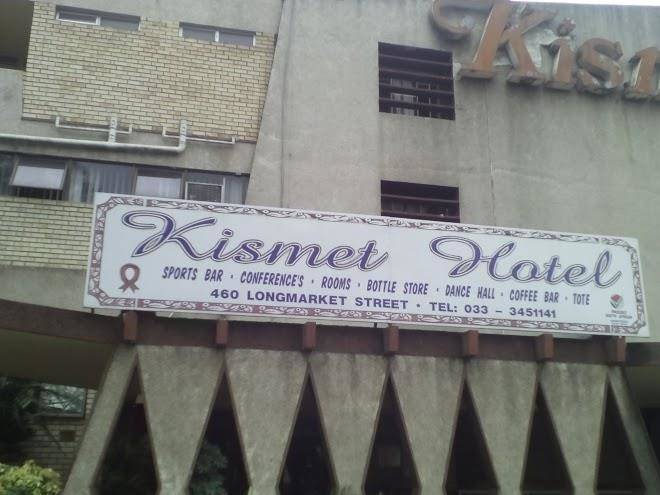 Kism
Kismet Hotel
SPORTS BAR • CONFERENCE'S • ROOMS • BOTTLE STORE • DANCE HALL • COFFEE BAR • TOTE
460 LONGMARKET STREET • TEL: 033 – 3451141